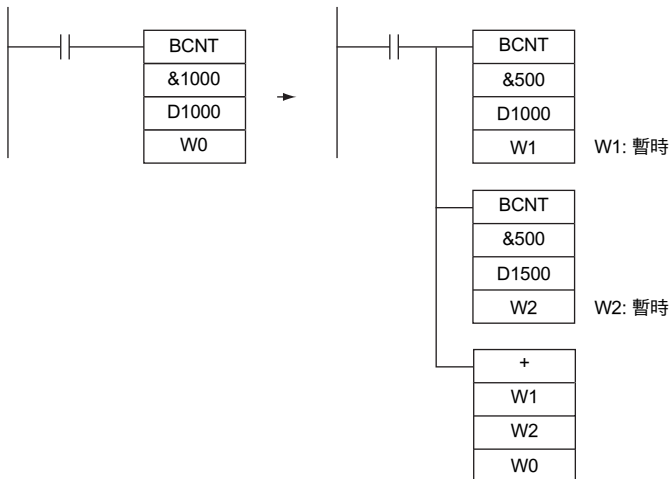 BCNT
&1000
D1000
W0
BCNT
&500
D1000
W1
W1: 暫時
BCNT
&500
D1500
W2
W2: 暫時
+
W1
W2
W0